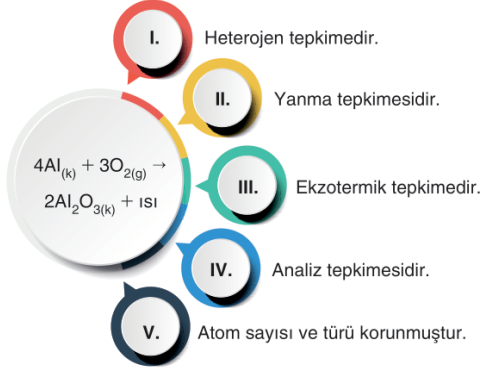 I. Heterojen tepkimedir.
II. Yanma tepkimesidir.
4Al(k) + 3O2(g) →
2Al2O3(k) + ısı
III. Ekzotermik tepkimedir.
IV. Analiz tepkimesidir.
V. Atom sayısı ve türü korunmuştur.